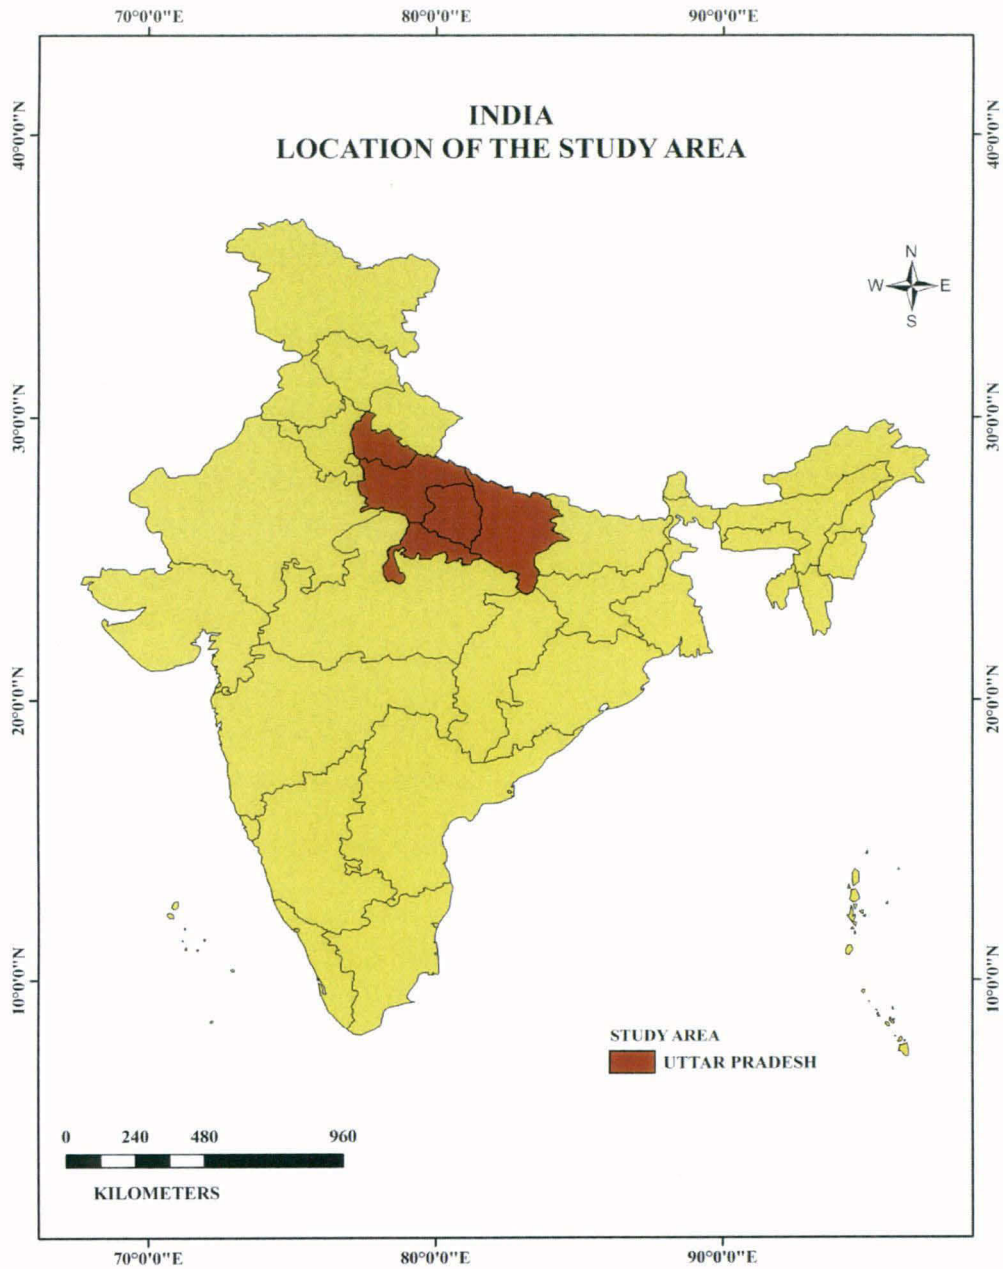 70°0'0"E 80°0'0"E 90°0'0"E
INDIA
LOCATION OF THE STUDY AREA
40°0'0"N 40°0'0"N
N
W E
S
30°0'0"N 30°0'0"N
20°0'0"N 20°0'0"N
10°0'0"N 10°0'0"N
STUDY AREA
UTTAR PRADESH
0 240 480 960
KILOMETERS
70°0'0"E 80°0'0"E 90°0'0"E